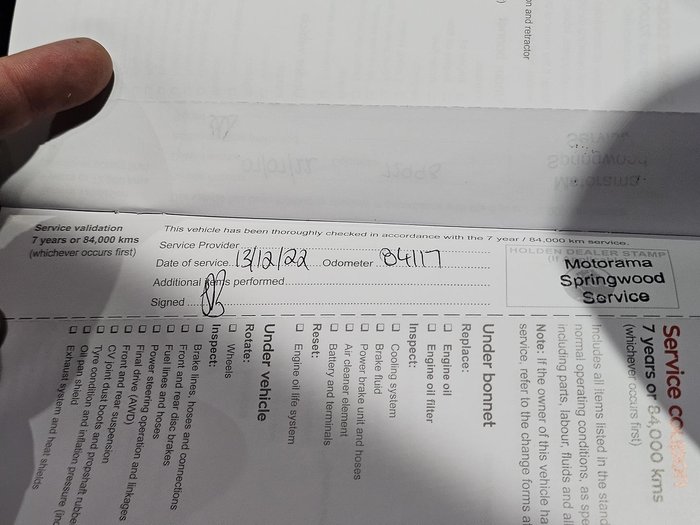 on and retractor
Service validation
7 years or 84,000 kms
(whichever occurs first)
This vehicle has been thoroughly checked in accordance with the 7 year / 84,000 km service.
Service Provider
Date of service 13/12/22 Odometer 84117
Additional items performed
Signed
HOLDEN DEALER STAMP
Motorama
Springwood
Service
Service
7 years or 84,000 kms
(whichever occurs first)
Includes all items listed in the
normal operating conditions, as
including parts, labour, fluids and
Note: If the owner of this vehicle
service, refer to the change forms
Under bonnet
Replace:
Engine oil
Engine oil filter
Inspect:
Cooling system
Brake fluid
Power brake unit and hoses
Air cleaner element
Battery and terminals
Reset:
Engine oil life system
Under vehicle
Rotate:
Wheels
Inspect:
Brake lines, hoses and connections
Front and rear disc brakes
Fuel lines and hoses
Power steering operation and linkages
Final drive (AWD)
Front and rear suspension
CV joint dust boots and propshaft
Tyre condition and inflation pressure
Oil pan shield
Exhaust system and heat shields